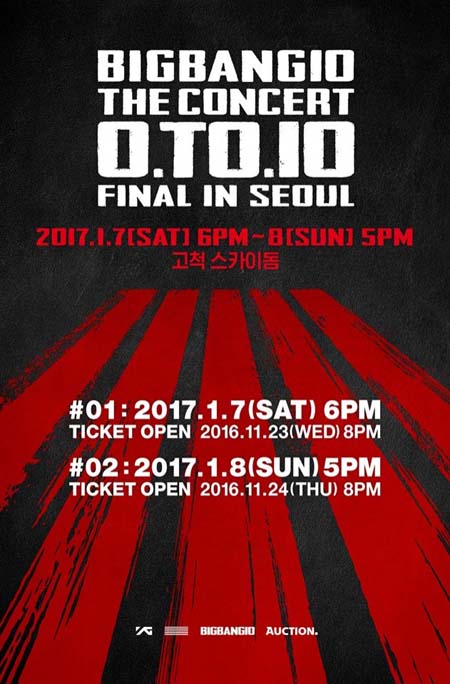 BIGBANG10
THE CONCERT
0.TO.10
FINAL IN SEOUL
2017.1.7[SAT] 6PM ~ 8[SUN] 5PM
고척 스카이돔
#01 : 2017.1.7(SAT) 6PM
TICKET OPEN 2016.11.23(WED) 8PM
#02 : 2017.1.8(SUN) 5PM
TICKET OPEN 2016.11.24(THU) 8PM
YG BIGBANG10 AUCTION.